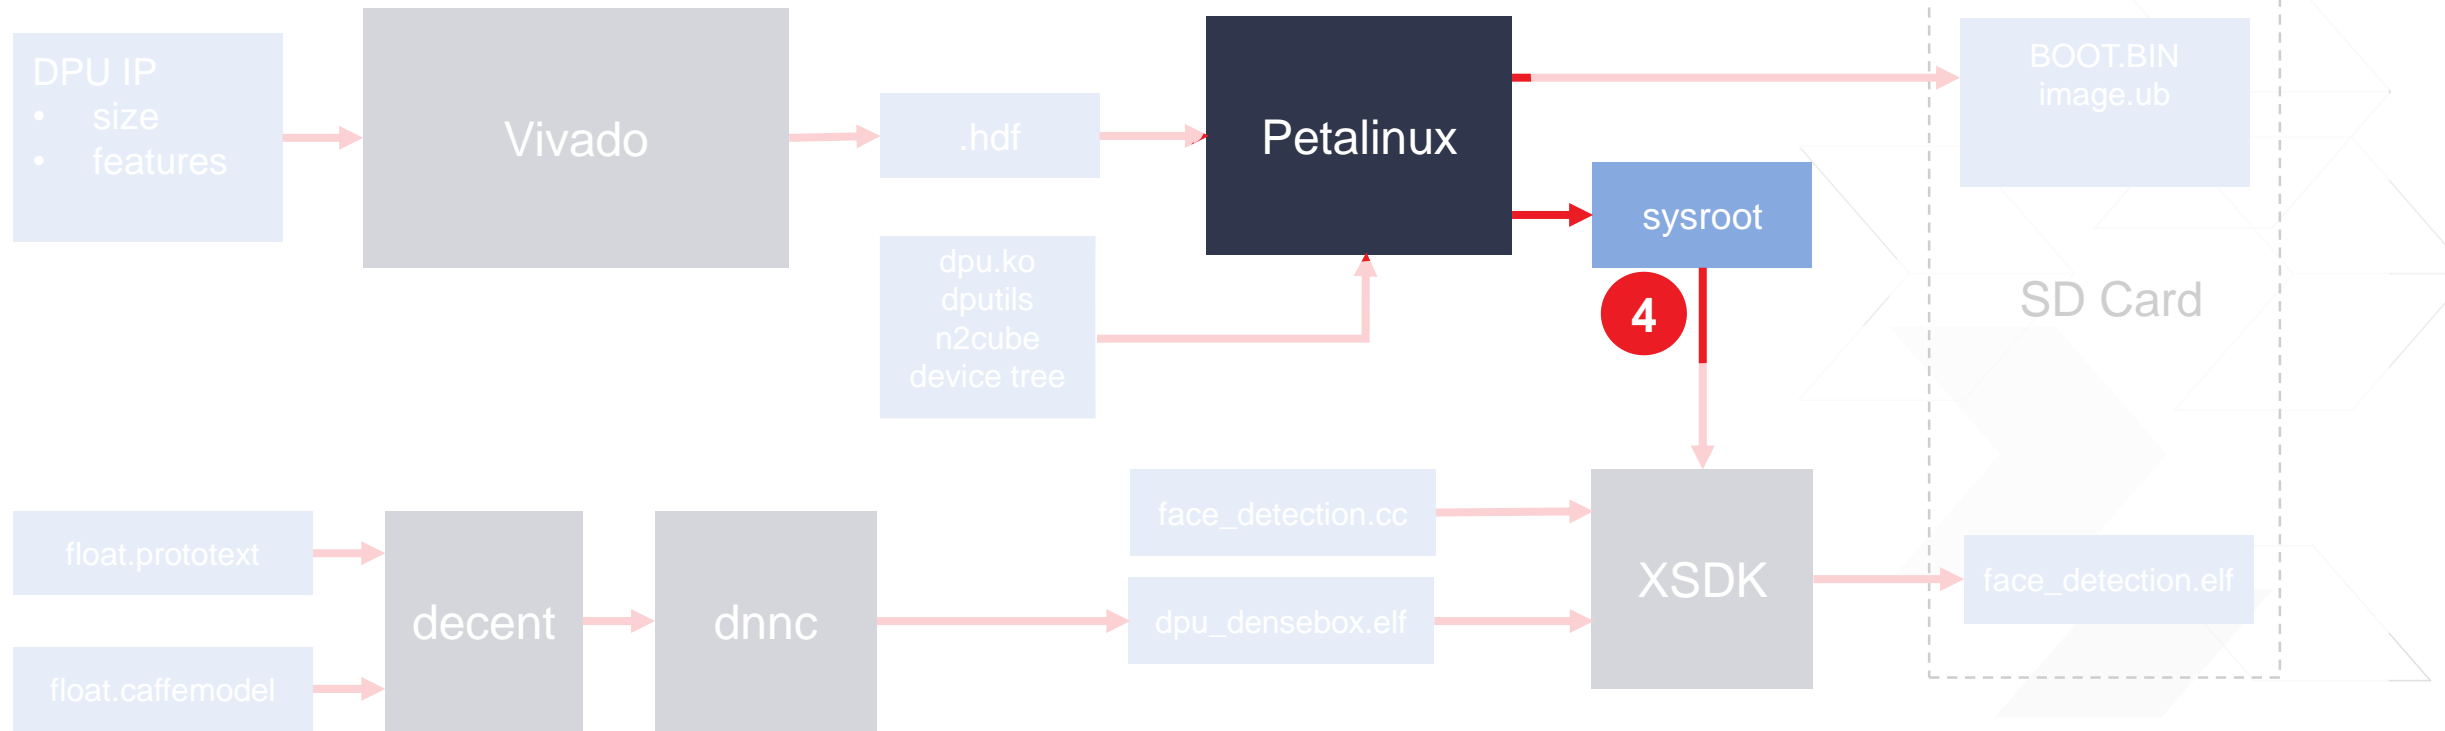 DPU IP
• size
• features
Vivado
.hdf
dpu.ko
dputils
n2cube
device tree
Petalinux
sysroot
4
BOOT.BIN
image.ub
SD Card
float.prototext
float.caffemodel
decent
dnnc
face_detection.cc
dpu_densebox.elf
XSDK
face_detection.elf